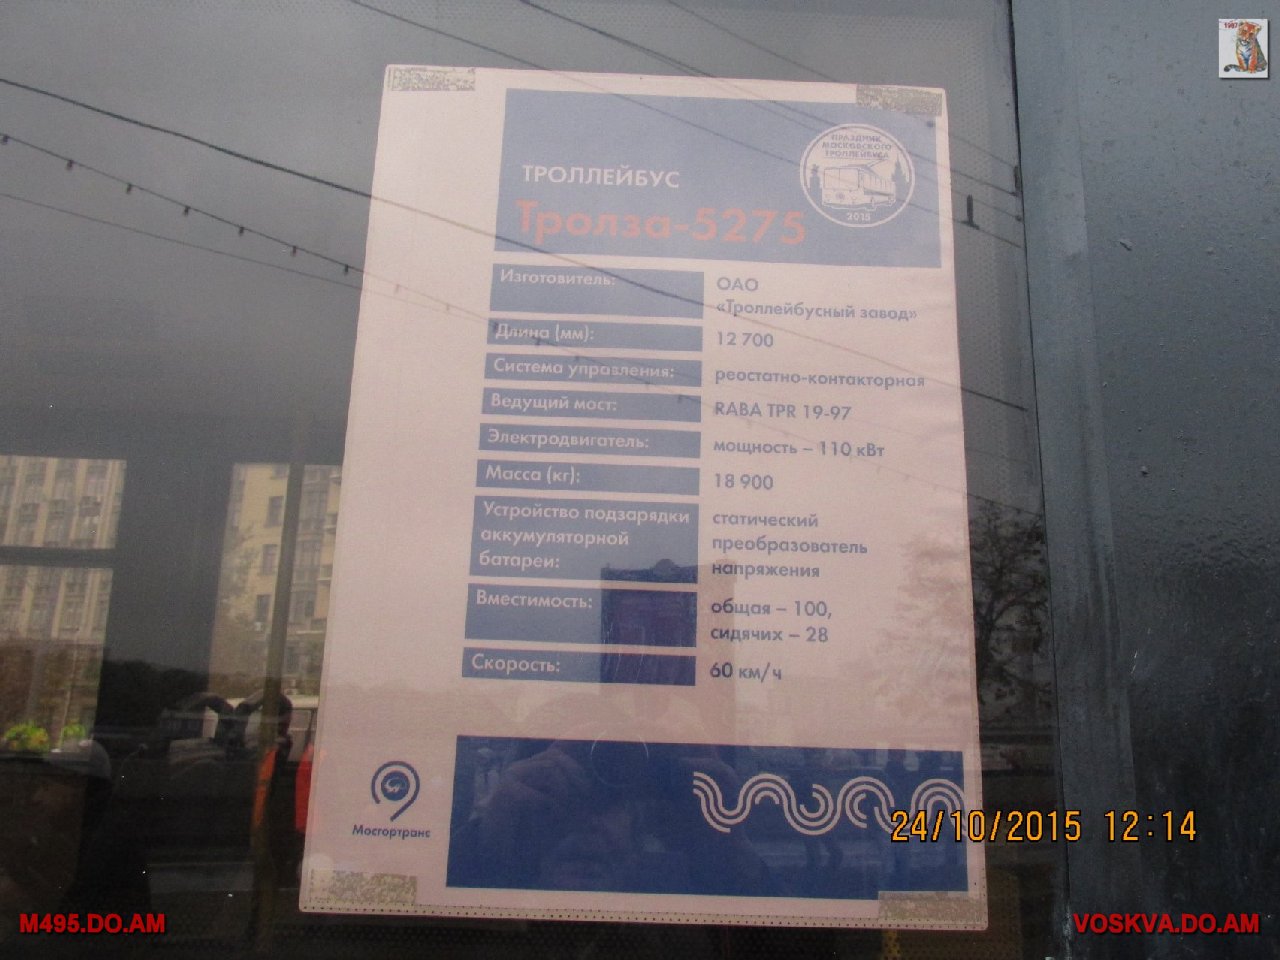 1987
ПРАЗДНИК
МОСКОВСКОГО
ТРОЛЛЕЙБУСА
2015
ТРОЛЛЕЙБУС
Тролза-5275
Изготовитель:
ОАО
«Троллейбусный завод»
Длина (мм):
12 700
Система управления:
реостатно-контакторная
Ведущий мост:
RABA TPR 19-97
Электродвигатель:
мощность – 110 кВт
Масса (кг):
18 900
Устройство подзарядки
аккумуляторной
батареи:
статический
преобразователь
напряжения
Вместимость:
общая – 100,
сидячих – 28
Скорость:
60 км/ч
Мосгортранс
24/10/2015 12:14
M495.DO.AM
VOSKVA.DO.AM